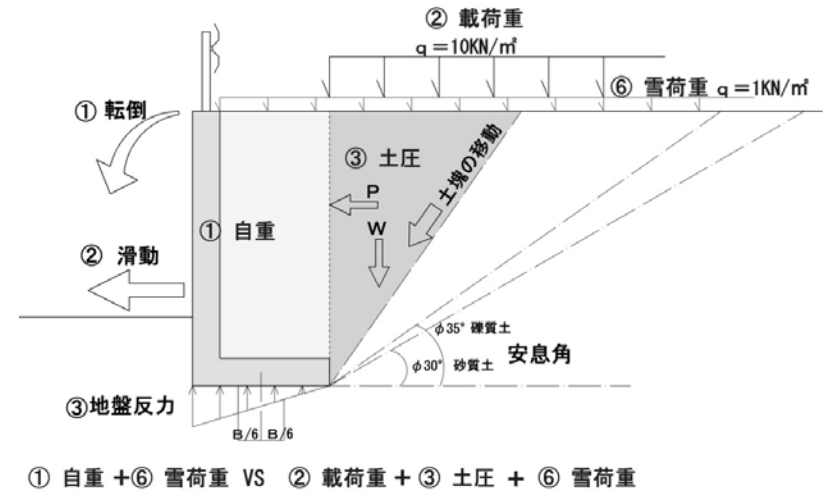 ② 載荷重
q＝10KN/㎡
⑥ 雪荷重 q＝1KN/㎡
① 転倒
③ 土圧
土塊の移動
P
① 自重
W
② 滑動
φ35° 礫質土
φ30° 砂質土
安息角
③地盤反力
B/6 B/6
① 自重 +⑥ 雪荷重 VS ② 載荷重 + ③ 土圧 + ⑥ 雪荷重